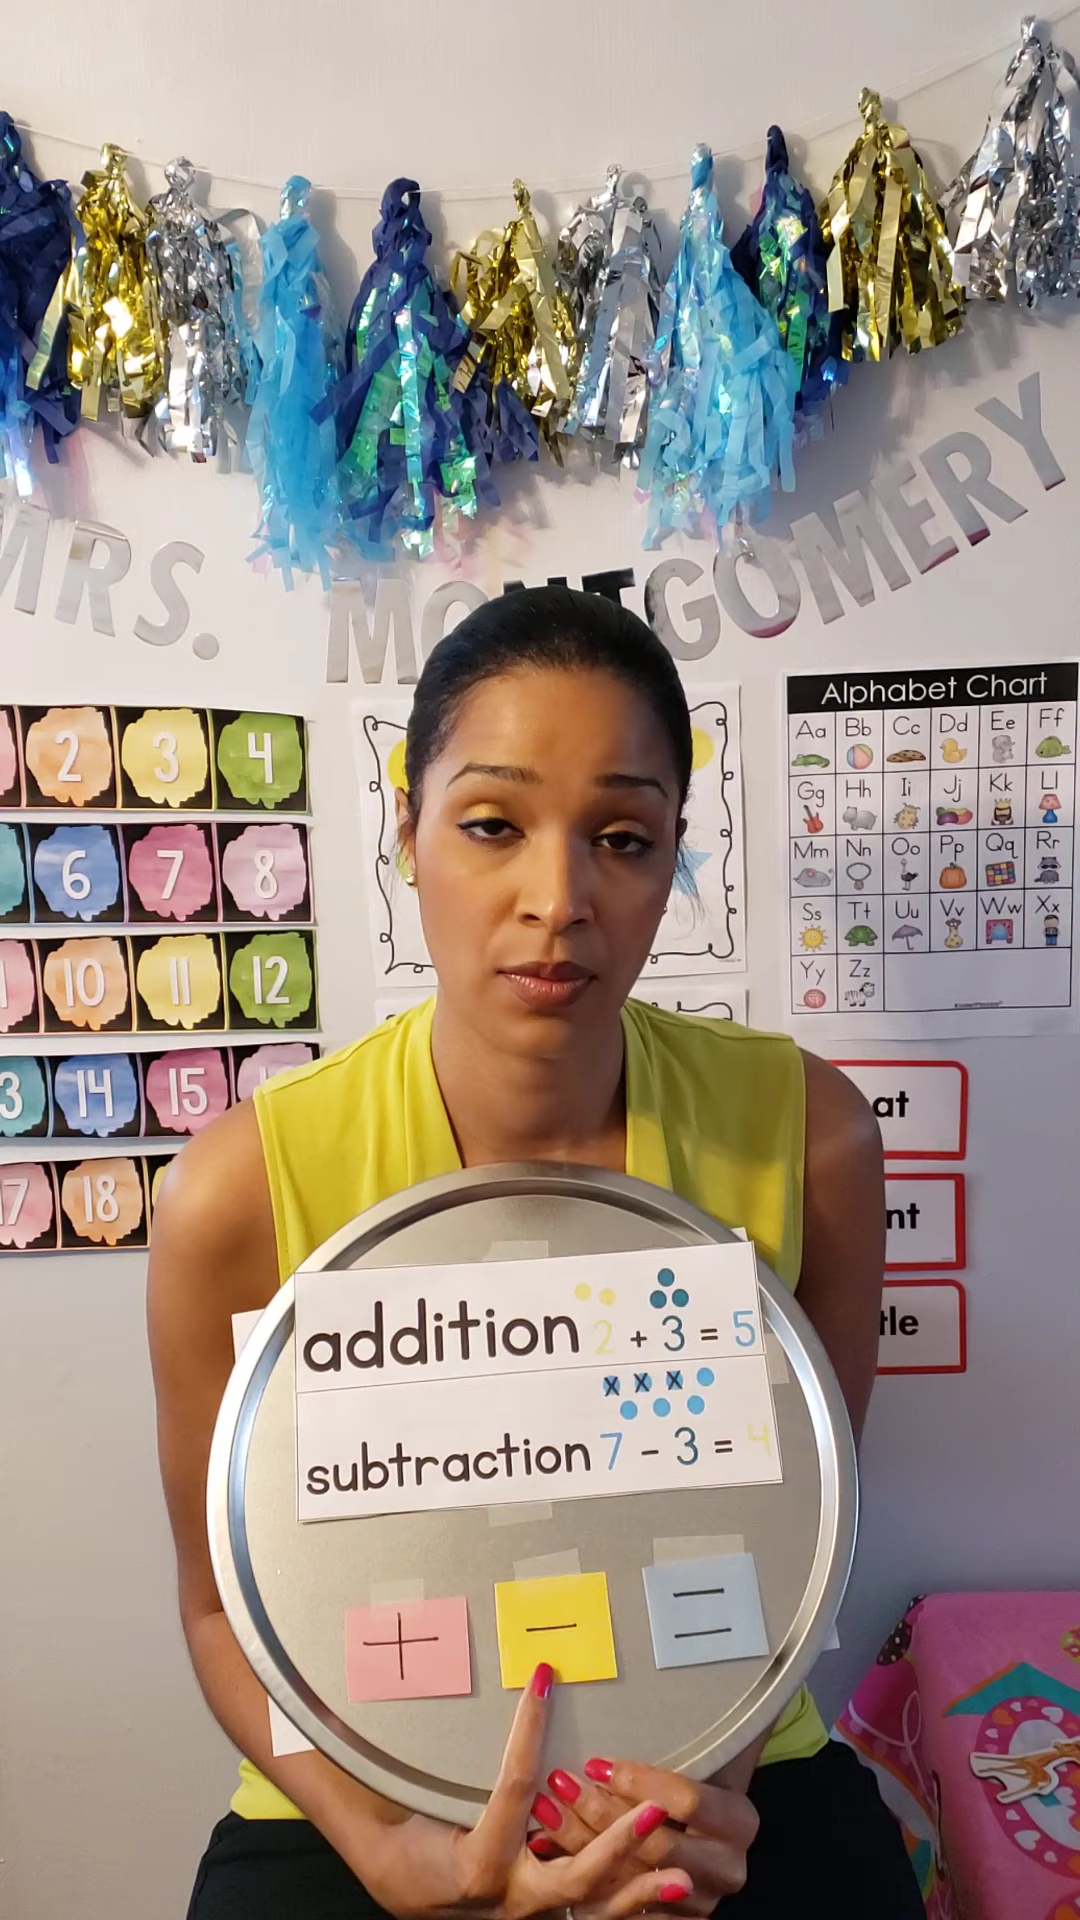 MRS. MONTGOMERY
2 3 4
6 7 8
10 11 12
13 14 15
17 18
Alphabet Chart
Aa Bb Cc Dd Ee Ff
Gg Hh Ii Jj Kk Ll
Mm Nn Oo Pp Qq Rr
Ss Tt Uu Vv Ww Xx
Yy Zz
at
nt
tle
addition 2 + 3 = 5
x x x
subtraction 7 - 3 = 4
+ - =